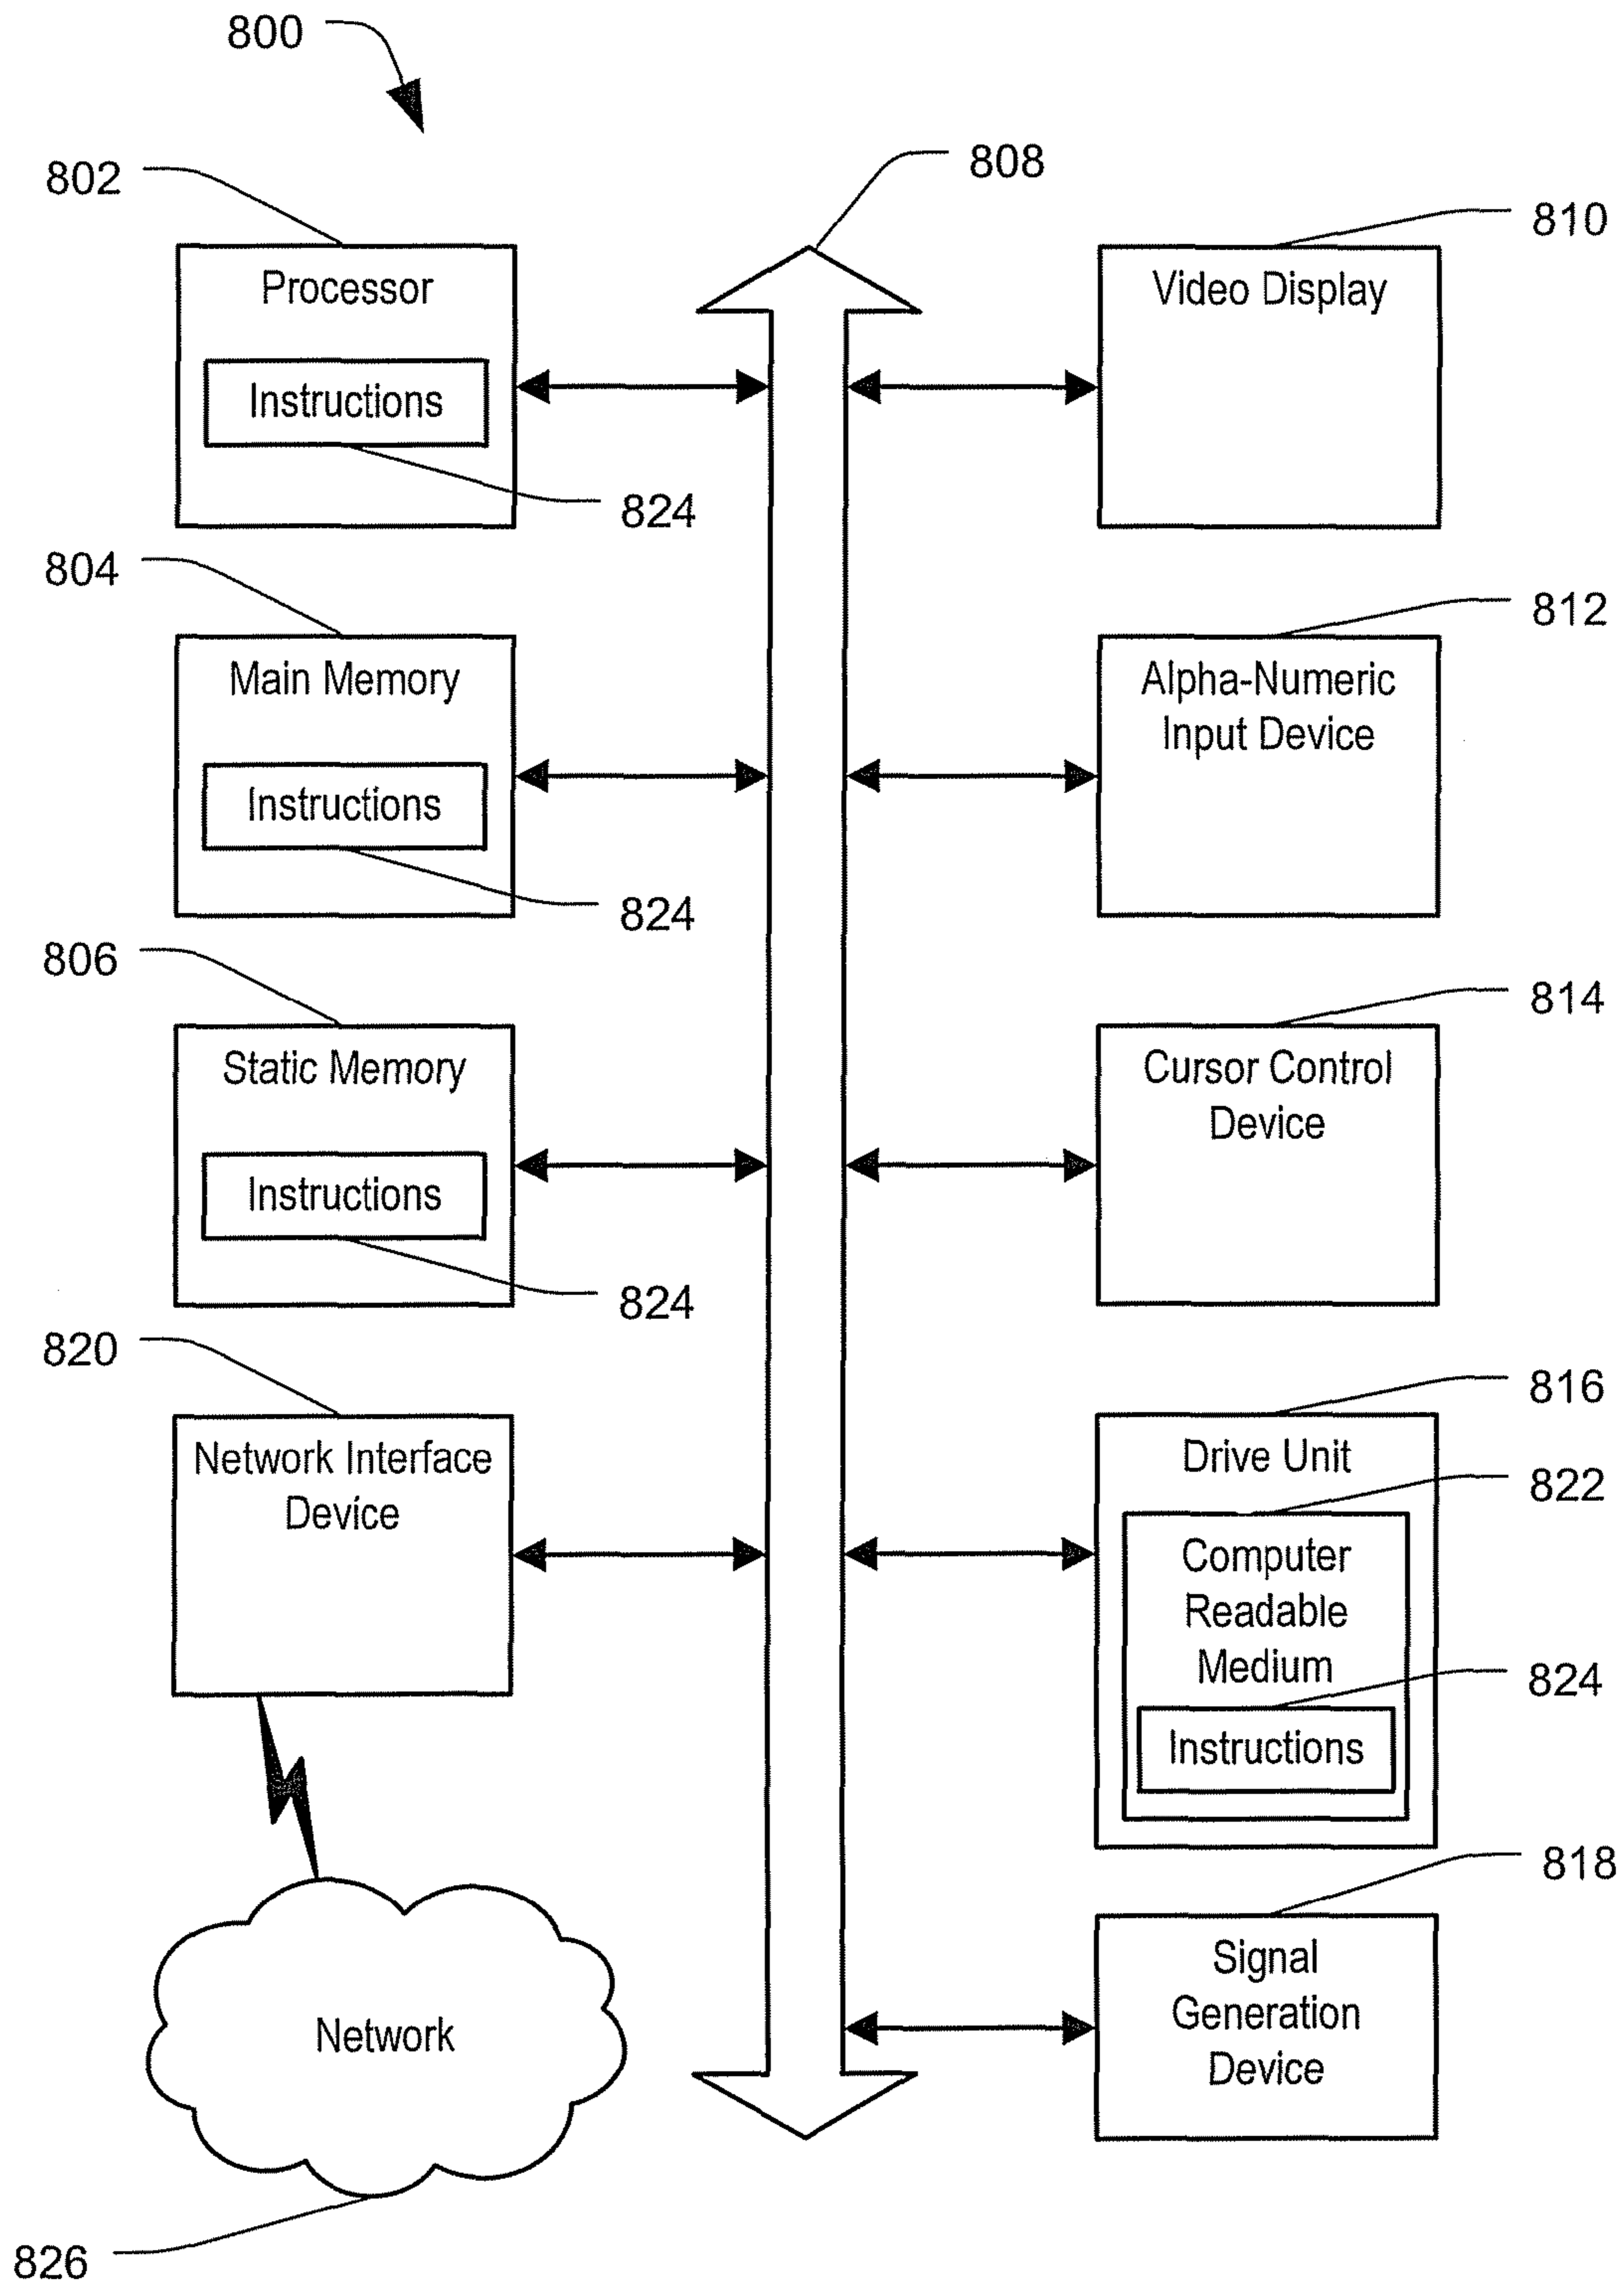 800
808
802
810
Processor
Video Display
Instructions
824
804
812
Main Memory
Alpha-Numeric
Input Device
Instructions
824
806
814
Static Memory
Cursor Control
Device
Instructions
824
820
816
Network Interface
Device
Drive Unit
822
Computer
Readable
Medium
824
Instructions
818
Signal
Generation
Device
Network
826